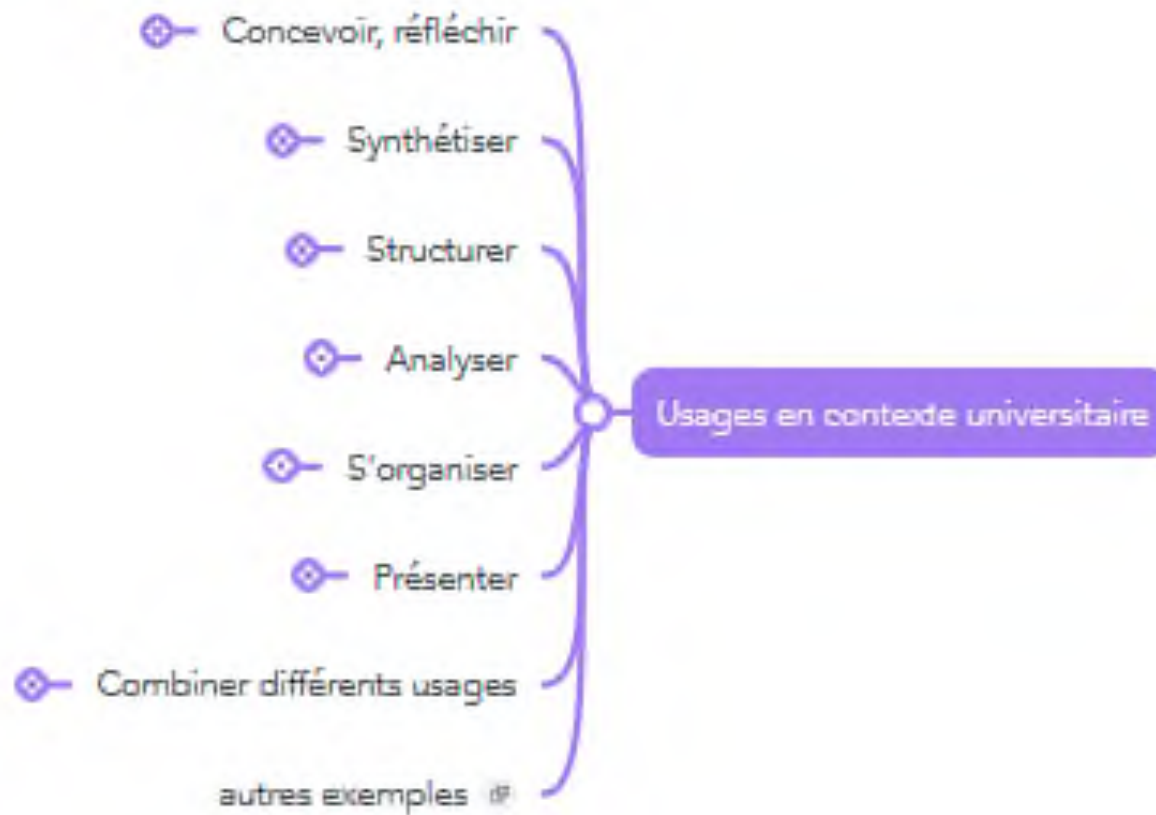 Concevoir, réfléchir
Synthétiser
Structurer
Analyser
Usages en contexte universitaire
S'organiser
Présenter
Combiner différents usages
autres exemples